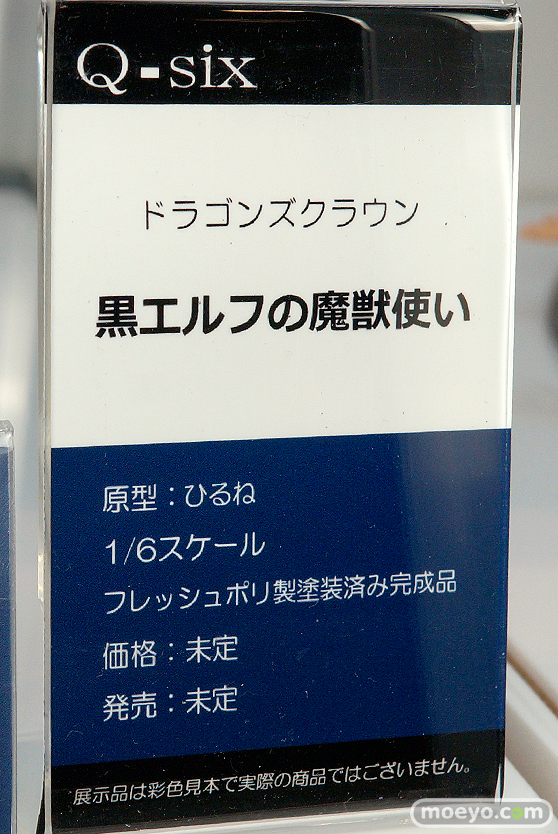 Q-six
ドラゴンズクラウン
黒エルフの魔獣使い
原型：ひるね
1/6スケール
フレッシュポリ製塗装済み完成品
価格：未定
発売：未定
展示品は彩色見本で実際の商品ではございません。
moeyo.com